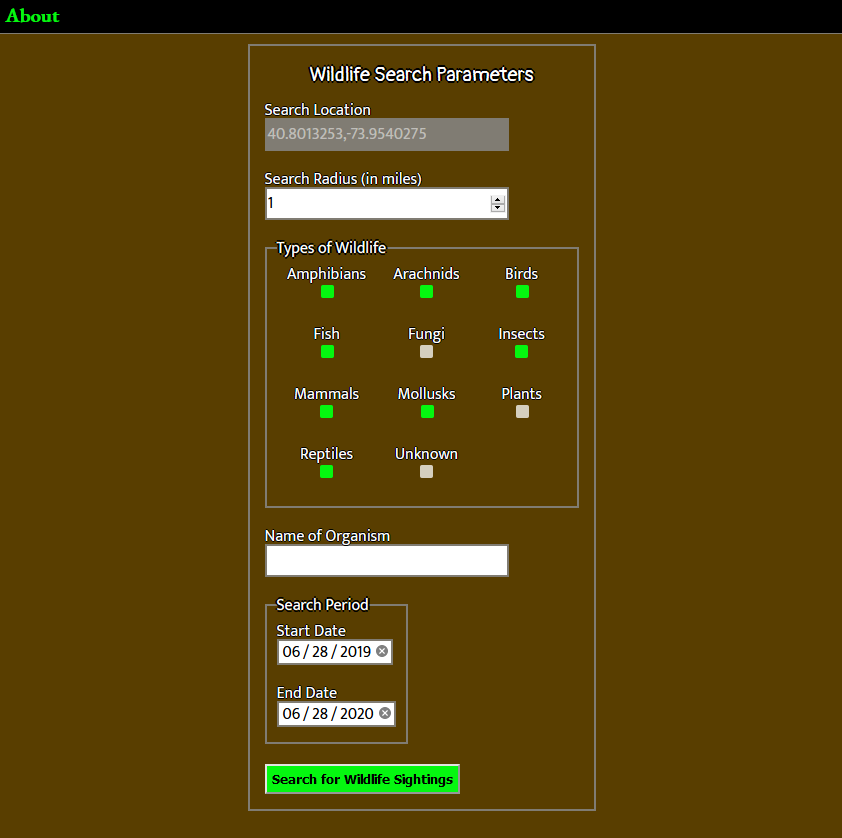 About
Wildlife Search Parameters
Search Location
40.8013253,-73.9540275
Search Radius (in miles)
1
Types of Wildlife
Amphibians Arachnids Birds
Fish Fungi Insects
Mammals Mollusks Plants
Reptiles Unknown
Name of Organism
Search Period
Start Date
06 / 28 / 2019
End Date
06 / 28 / 2020
Search for Wildlife Sightings